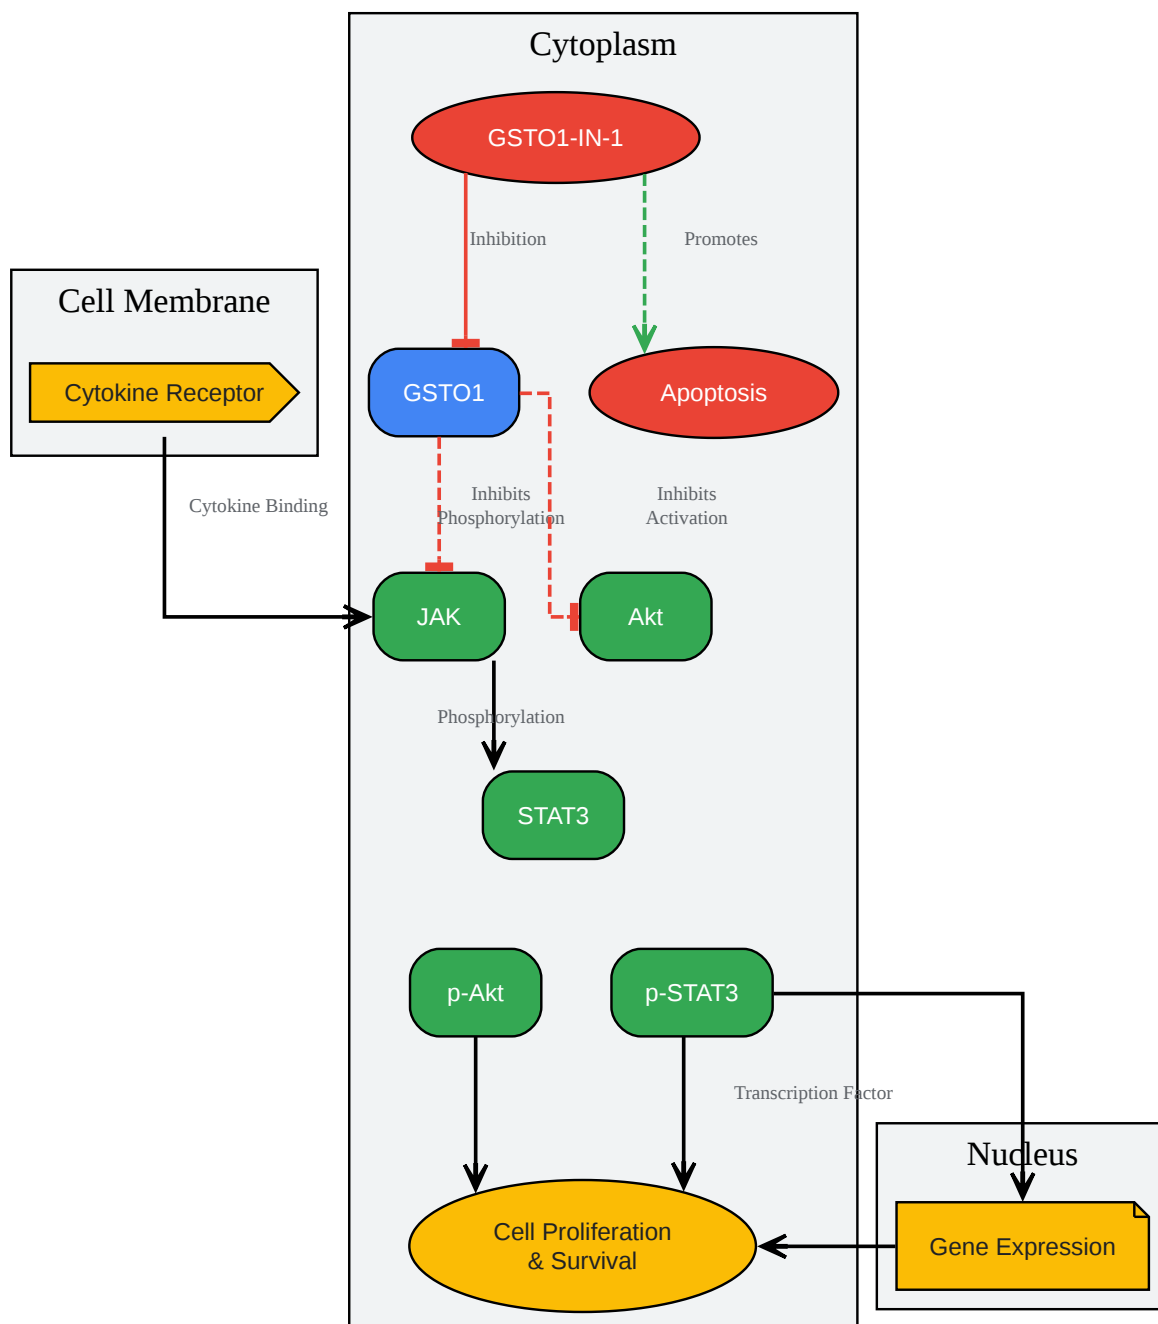 Cytoplasm
GSTO1-IN-1
Inhibition
Promotes
Cell Membrane
Cytokine Receptor
GSTO1
Apoptosis
Cytokine Binding
Inhibits
Phosphorylation
Inhibits
Activation
JAK
Akt
Phosphorylation
STAT3
p-Akt
p-STAT3
Transcription Factor
Nucleus
Cell Proliferation
& Survival
Gene Expression